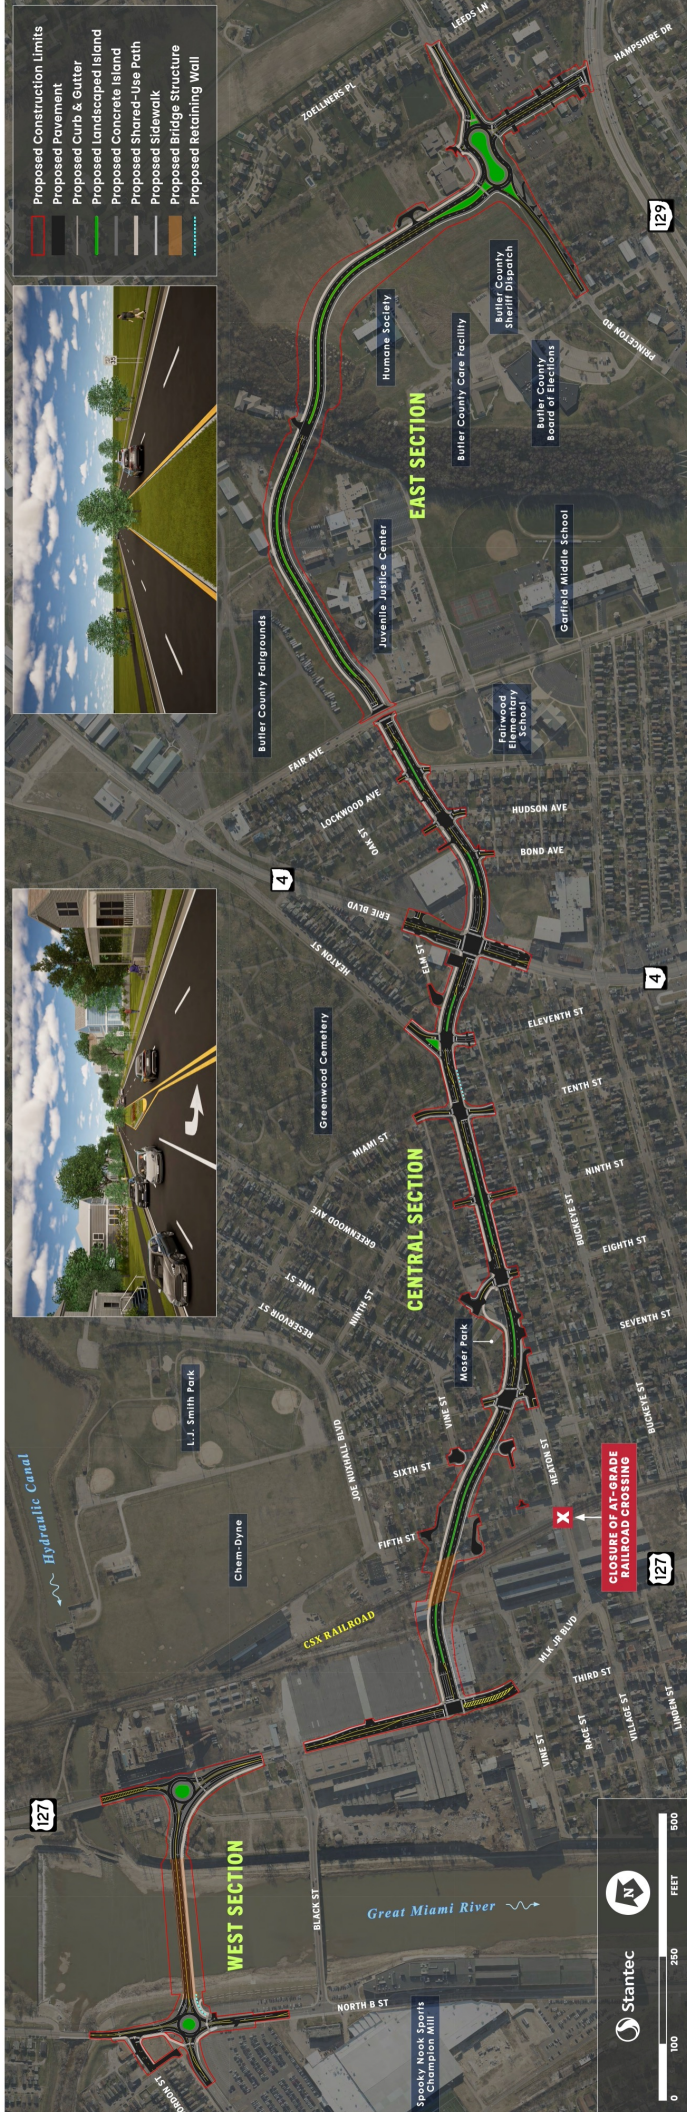 Proposed Construction Limits
Proposed Pavement
Proposed Curb & Gutter
Proposed Landscaped Island
Proposed Concrete Island
Proposed Shared-Use Path
Proposed Sidewalk
Proposed Bridge Structure
Proposed Retaining Wall
LEEDS LN
HAMPSHIRE DR
ZOELLNERS PL
129
PRINCETON RD
Butler County
Sheriff Dispatch
Humane Society
Butler County Care Facility
Butler County
Board of Elections
EAST SECTION
Juvenile Justice Center
Garfield Middle School
Butler County Fairgrounds
Fairwood
Elementary
School
FAIR AVE
LOCKWOOD AVE
OAK ST
HUDSON AVE
BOND AVE
4
ERIE BLVD
HEATON ST
ELM ST
4
ELEVENTH ST
Greenwood Cemetery
TENTH ST
MIAMI ST
NINTH ST
CENTRAL SECTION
GREENWOOD AVE
BUCKEYE ST
EIGHTH ST
VINE ST
RESERVOIR ST
NINTH ST
SEVENTH ST
Moser Park
L.J. Smith Park
JOE NUXHALL BLVD
VINE ST
BUCKEYE ST
SIXTH ST
HEATON ST
Hydraulic Canal
CLOSURE OF AT-GRADE
RAILROAD CROSSING
X
FIFTH ST
Chem-Dyne
127
CSX RAILROAD
MLK JR BLVD
THIRD ST
VINE ST
RACE ST
VILLAGE ST
LINDEN ST
127
WEST SECTION
BLACK ST
Great Miami River
NORTH B ST
Spooky Nook Sports
Champion Mill
ORDON ST
Stantec
N
0 100 250 500
FEET